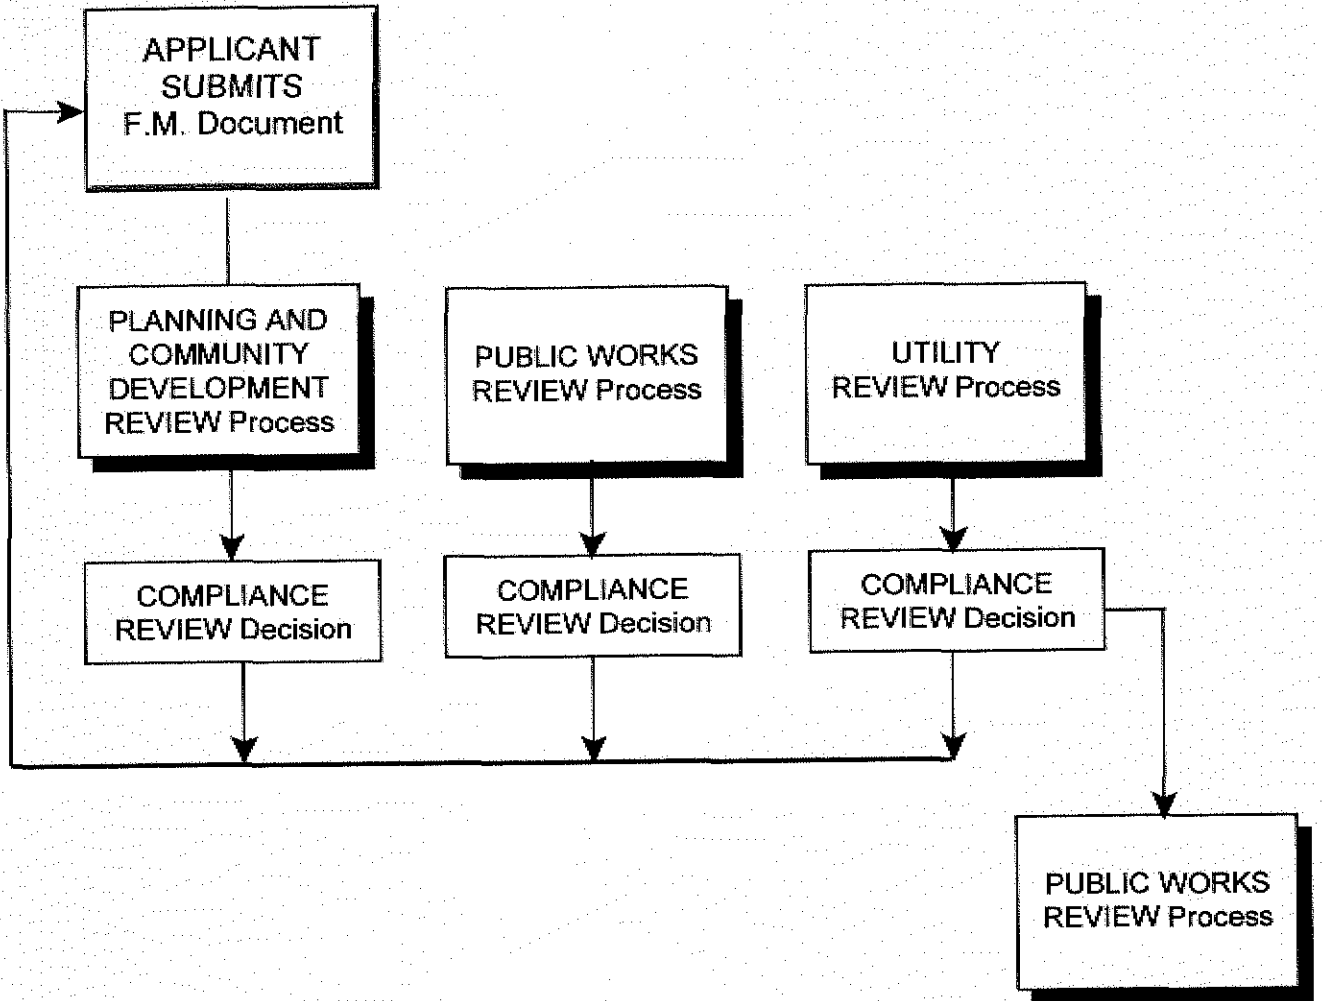 APPLICANT
SUBMITS
F.M. Document
PLANNING AND
COMMUNITY
DEVELOPMENT
REVIEW Process
PUBLIC WORKS
REVIEW Process
UTILITY
REVIEW Process
COMPLIANCE
REVIEW Decision
COMPLIANCE
REVIEW Decision
COMPLIANCE
REVIEW Decision
PUBLIC WORKS
REVIEW Process